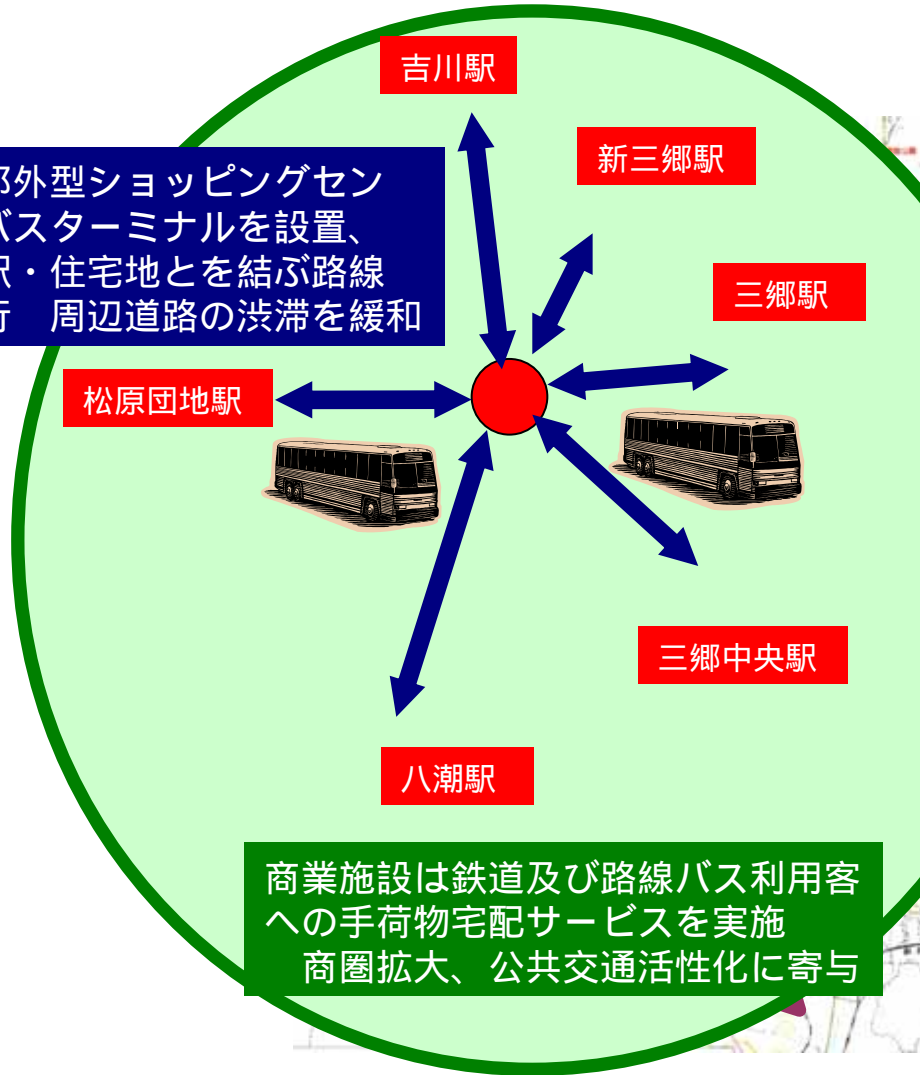 吉川駅
新三郷駅
郊外型ショッピングセン
バスターミナルを設置、
駅・住宅地とを結ぶ路線
行　周辺道路の渋滞を緩和
三郷駅
松原団地駅
三郷中央駅
八潮駅
商業施設は鉄道及び路線バス利用客
への手荷物宅配サービスを実施
　商圏拡大、公共交通活性化に寄与